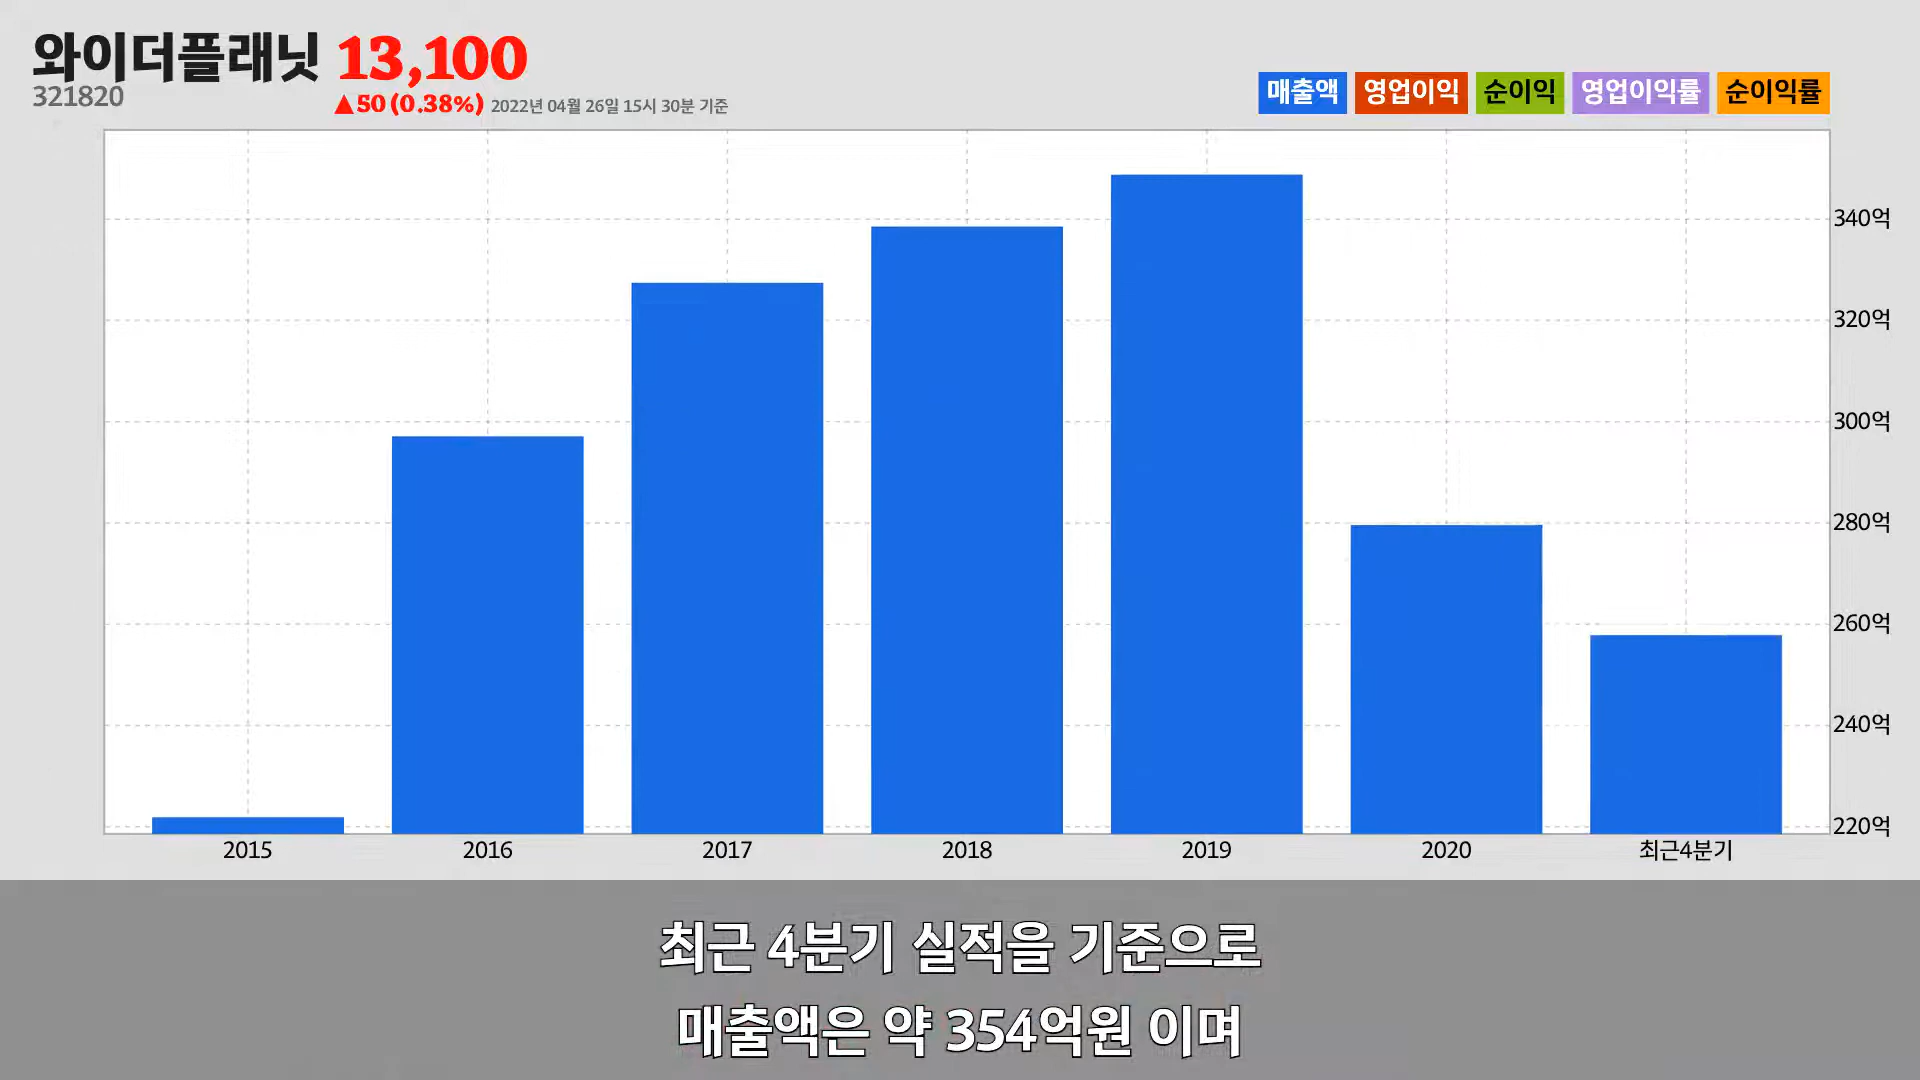 와이더플래닛 13,100
321820
▲50 (0.38%) 2022년 04월 26일 15시 30분 기준
매출액 영업이익 순이익 영업이익률 순이익률
340억
320억
300억
280억
260억
240억
220억
2015 2016 2017 2018 2019 2020 최근4분기
최근 4분기 실적을 기준으로
매출액은 약 354억원 이며